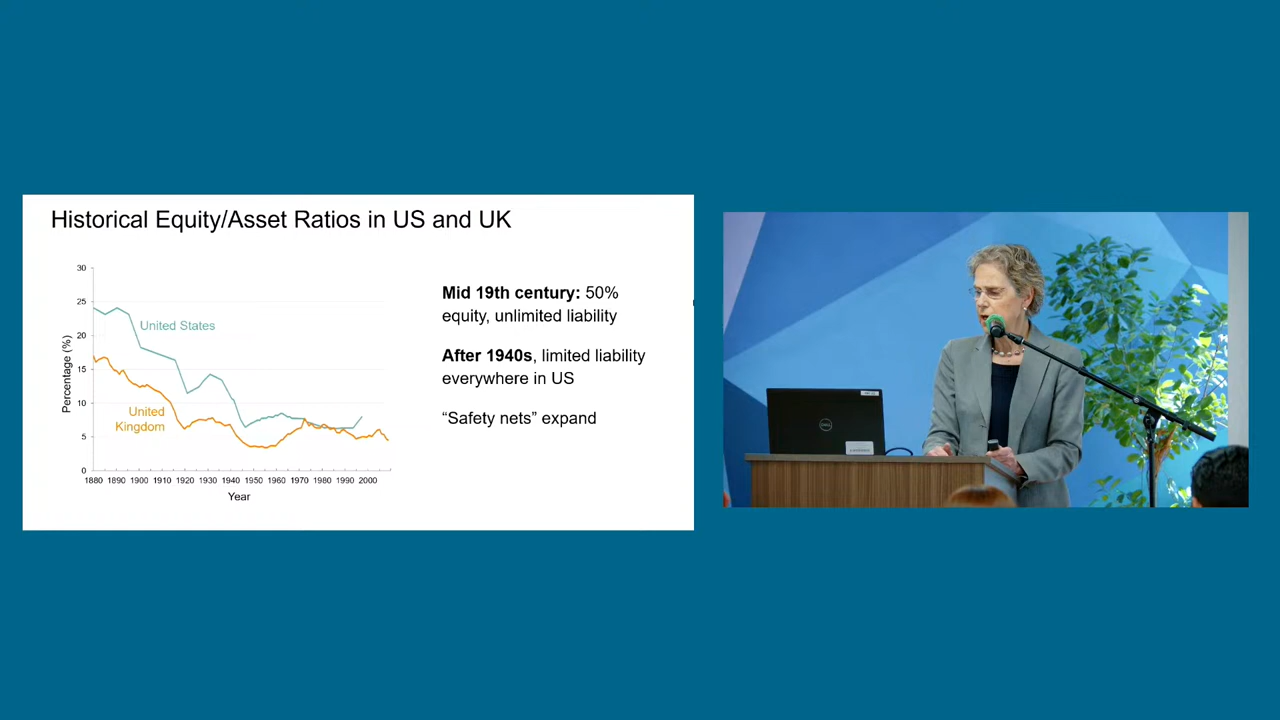 Historical Equity/Asset Ratios in US and UK
30
25
20
15
10
5
0
Percentage (%)
United States
United
Kingdom
1880 1890 1900 1910 1920 1930 1940 1950 1960 1970 1980 1990 2000
Year
Mid 19th century: 50%
equity, unlimited liability
After 1940s, limited liability
everywhere in US
“Safety nets” expand
DELL